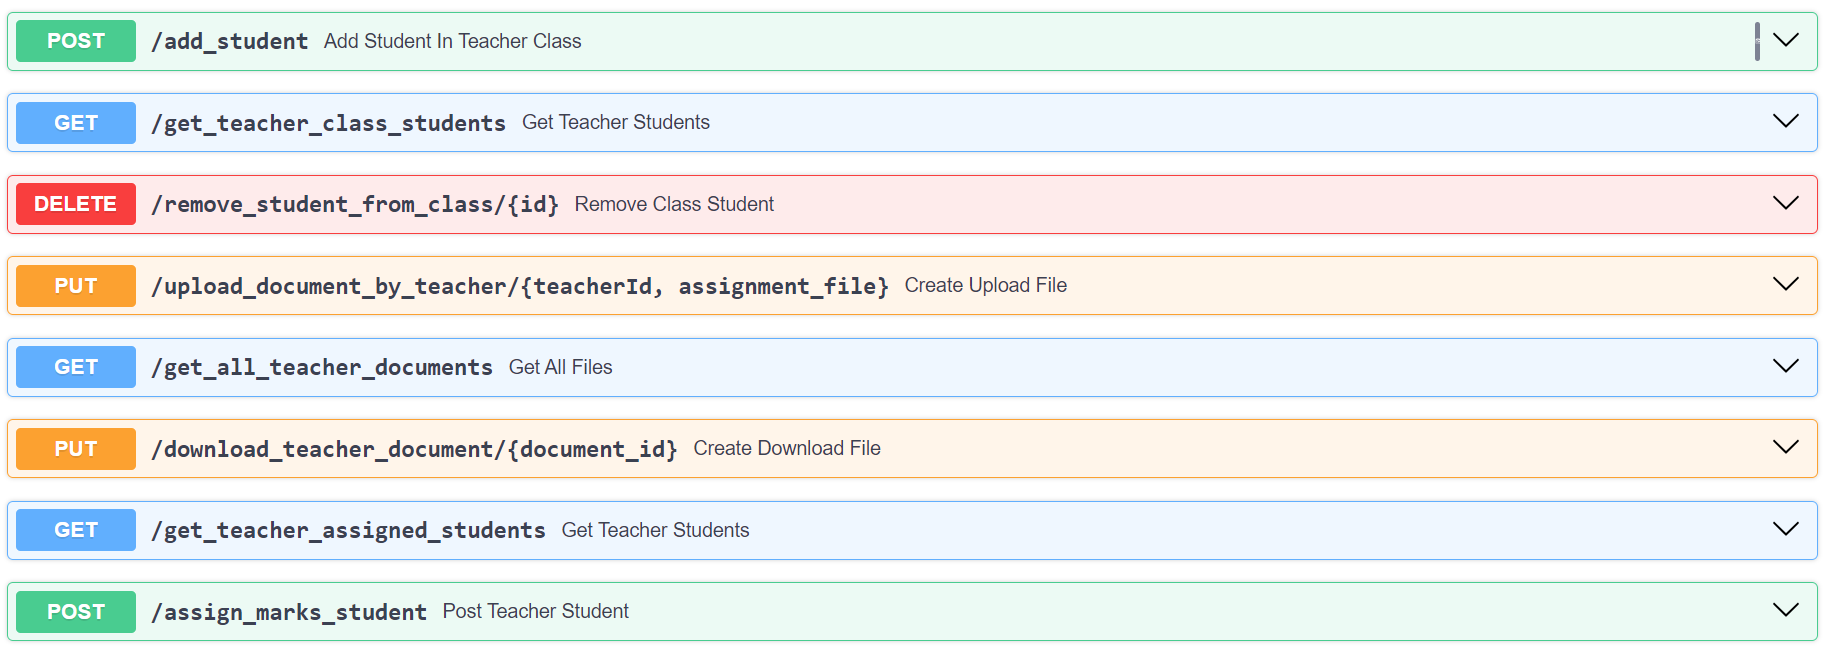 POST /add_student Add Student In Teacher Class
GET /get_teacher_class_students Get Teacher Students
DELETE /remove_student_from_class/{id} Remove Class Student
PUT /upload_document_by_teacher/{teacherId, assignment_file} Create Upload File
GET /get_all_teacher_documents Get All Files
PUT /download_teacher_document/{document_id} Create Download File
GET /get_teacher_assigned_students Get Teacher Students
POST /assign_marks_student Post Teacher Student